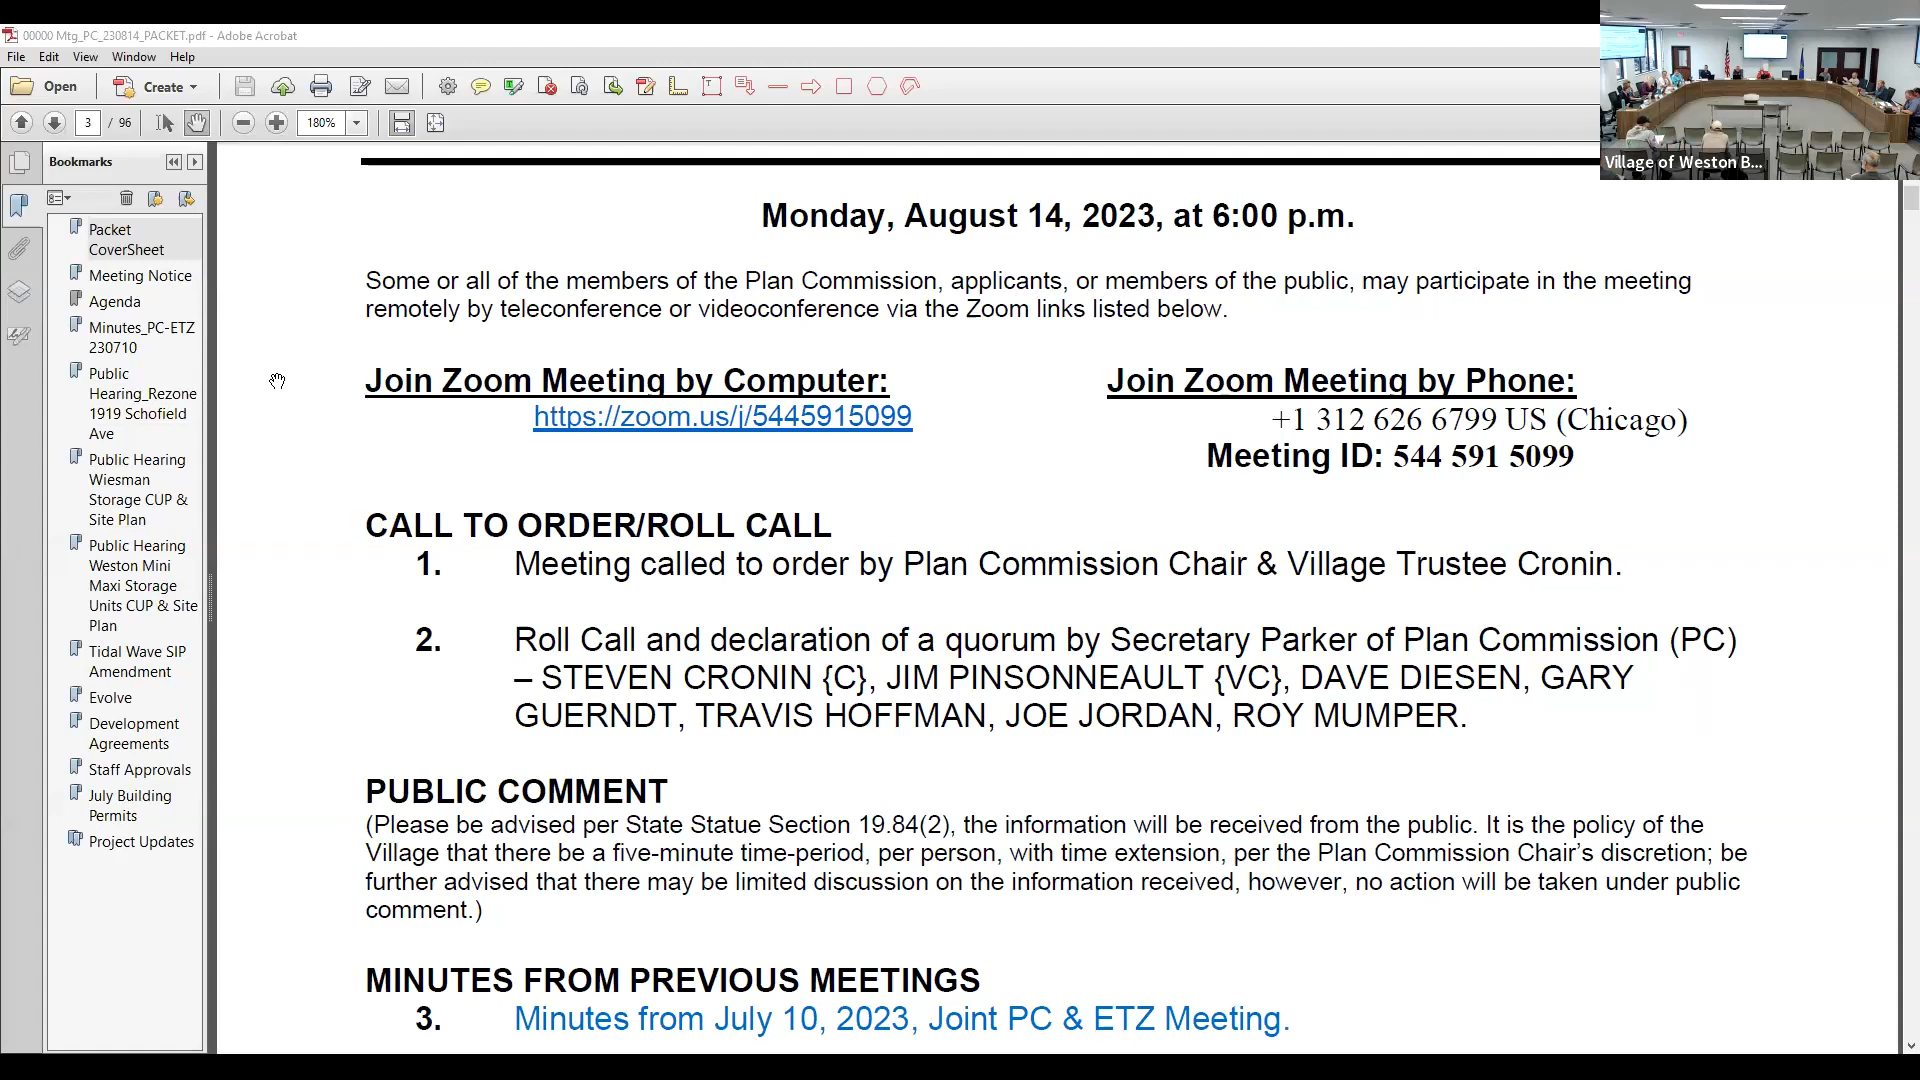 00000 Mtg_PC_230814_PACKET.pdf - Adobe Acrobat
File Edit View Window Help
Open Create
3 / 96 180%
Bookmarks
Packet
CoverSheet
Meeting Notice
Agenda
Minutes_PC-ETZ
230710
Public
Hearing_Rezone
1919 Schofield
Ave
Public Hearing
Wiesman
Storage CUP &
Site Plan
Public Hearing
Weston Mini
Maxi Storage
Units CUP & Site
Plan
Tidal Wave SIP
Amendment
Evolve
Development
Agreements
Staff Approvals
July Building
Permits
Project Updates
Village of Weston B...
Monday, August 14, 2023, at 6:00 p.m.
Some or all of the members of the Plan Commission, applicants, or members of the public, may participate in the meeting
remotely by teleconference or videoconference via the Zoom links listed below.
Join Zoom Meeting by Computer:
https://zoom.us/j/5445915099
Join Zoom Meeting by Phone:
+1 312 626 6799 US (Chicago)
Meeting ID: 544 591 5099
CALL TO ORDER/ROLL CALL
1. Meeting called to order by Plan Commission Chair & Village Trustee Cronin.
2. Roll Call and declaration of a quorum by Secretary Parker of Plan Commission (PC)
– STEVEN CRONIN {C}, JIM PINSONNEAULT {VC}, DAVE DIESEN, GARY
GUERNDT, TRAVIS HOFFMAN, JOE JORDAN, ROY MUMPER.
PUBLIC COMMENT
(Please be advised per State Statue Section 19.84(2), the information will be received from the public. It is the policy of the
Village that there be a five-minute time-period, per person, with time extension, per the Plan Commission Chair's discretion; be
further advised that there may be limited discussion on the information received, however, no action will be taken under public
comment.)
MINUTES FROM PREVIOUS MEETINGS
3. Minutes from July 10, 2023, Joint PC & ETZ Meeting.